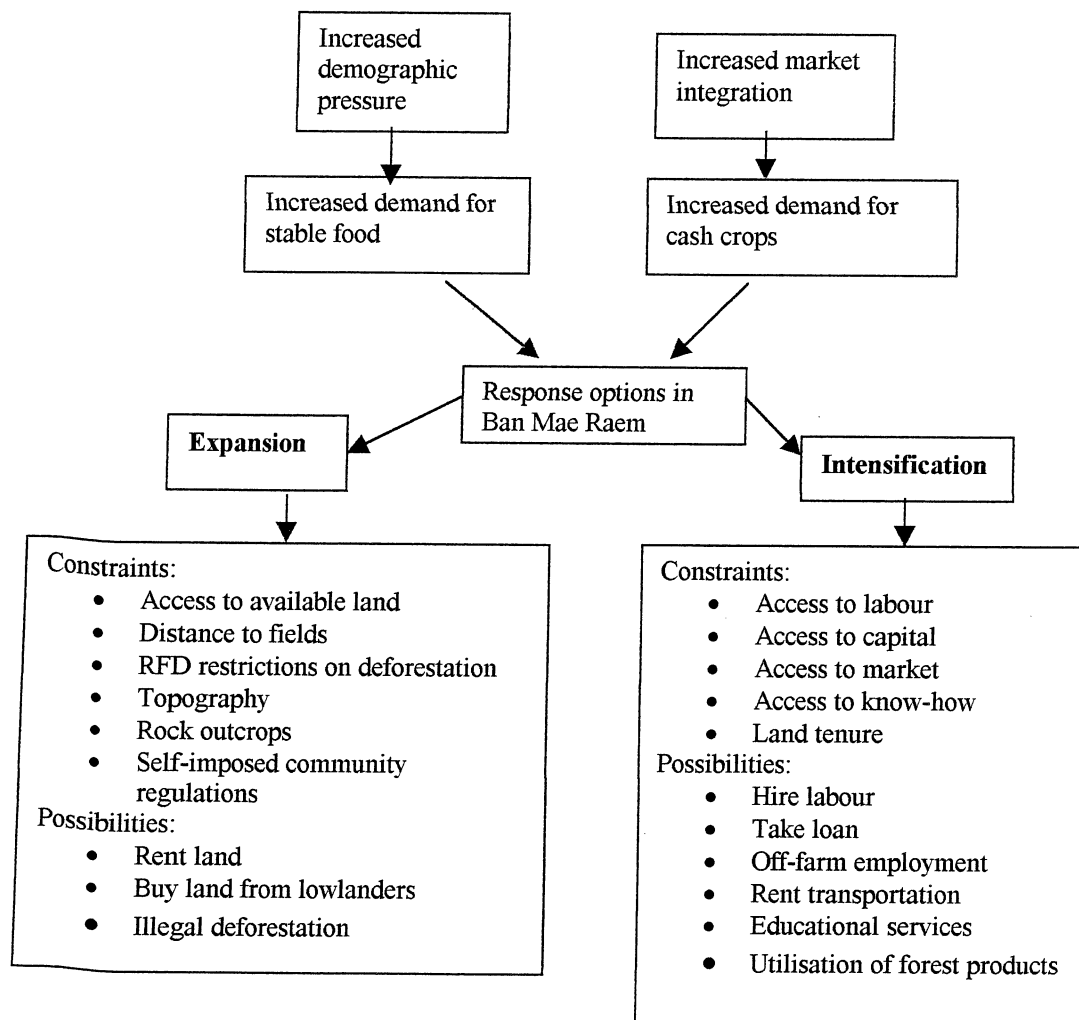 Increased
demographic
pressure
Increased market
integration
Increased demand for
stable food
Increased demand for
cash crops
Response options in
Ban Mae Raem
Expansion
Intensification
Constraints:
• Access to available land
• Distance to fields
• RFD restrictions on deforestation
• Topography
• Rock outcrops
• Self-imposed community
regulations
Possibilities:
• Rent land
• Buy land from lowlanders
• Illegal deforestation
Constraints:
• Access to labour
• Access to capital
• Access to market
• Access to know-how
• Land tenure
Possibilities:
• Hire labour
• Take loan
• Off-farm employment
• Rent transportation
• Educational services
• Utilisation of forest products